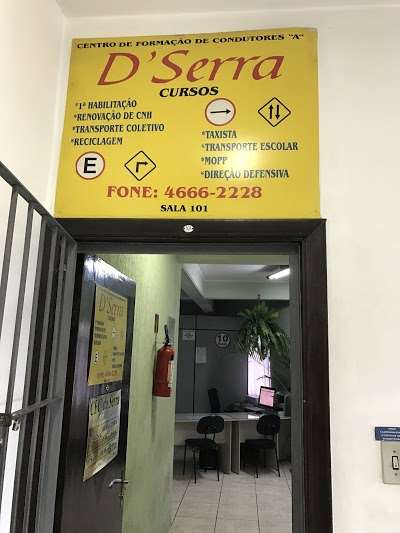 CENTRO DE FORMAÇÃO DE CONDUTORES "A"
D'Serra
CURSOS
*1ª HABILITAÇÃO
*RENOVAÇÃO DE CNH
*TRANSPORTE COLETIVO
*RECICLAGEM
*TAXISTA
*TRANSPORTE ESCOLAR
*MOPP
*DIREÇÃO DEFENSIVA
E
FONE: 4666-2228
SALA 101
D'Serra
CURSOS
E